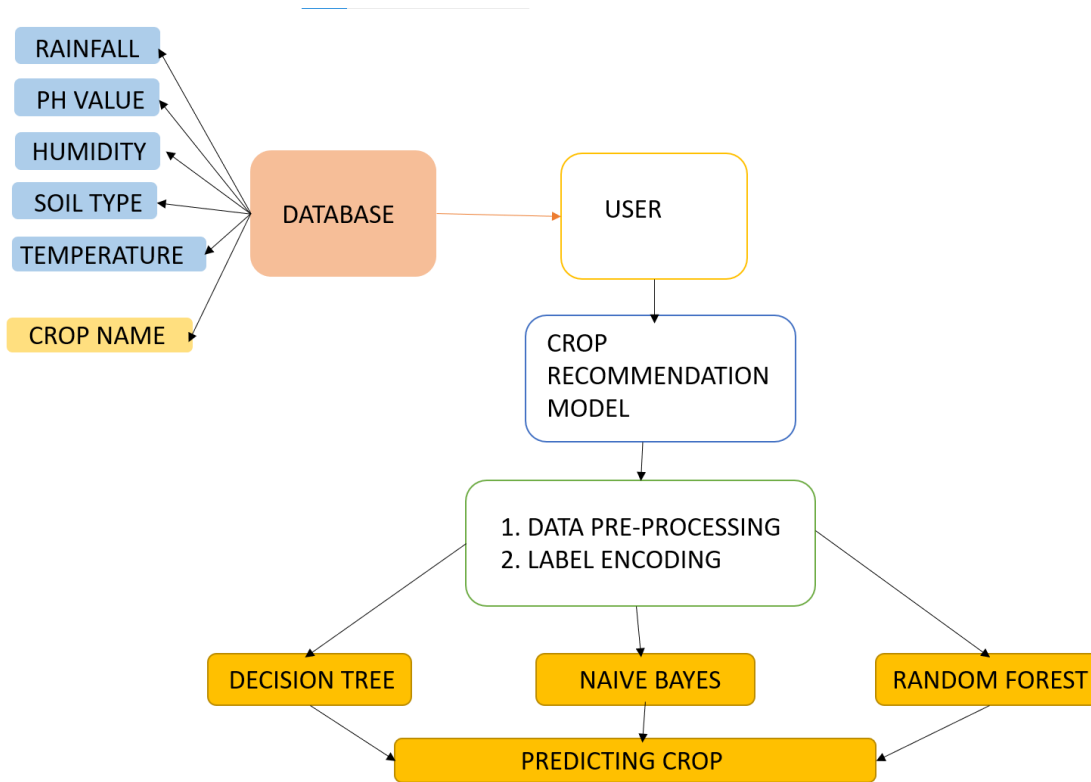 RAINFALL
PH VALUE
HUMIDITY
SOIL TYPE
TEMPERATURE
CROP NAME
DATABASE
USER
CROP
RECOMMENDATION
MODEL
1. DATA PRE-PROCESSING
2. LABEL ENCODING
DECISION TREE
NAIVE BAYES
RANDOM FOREST
PREDICTING CROP